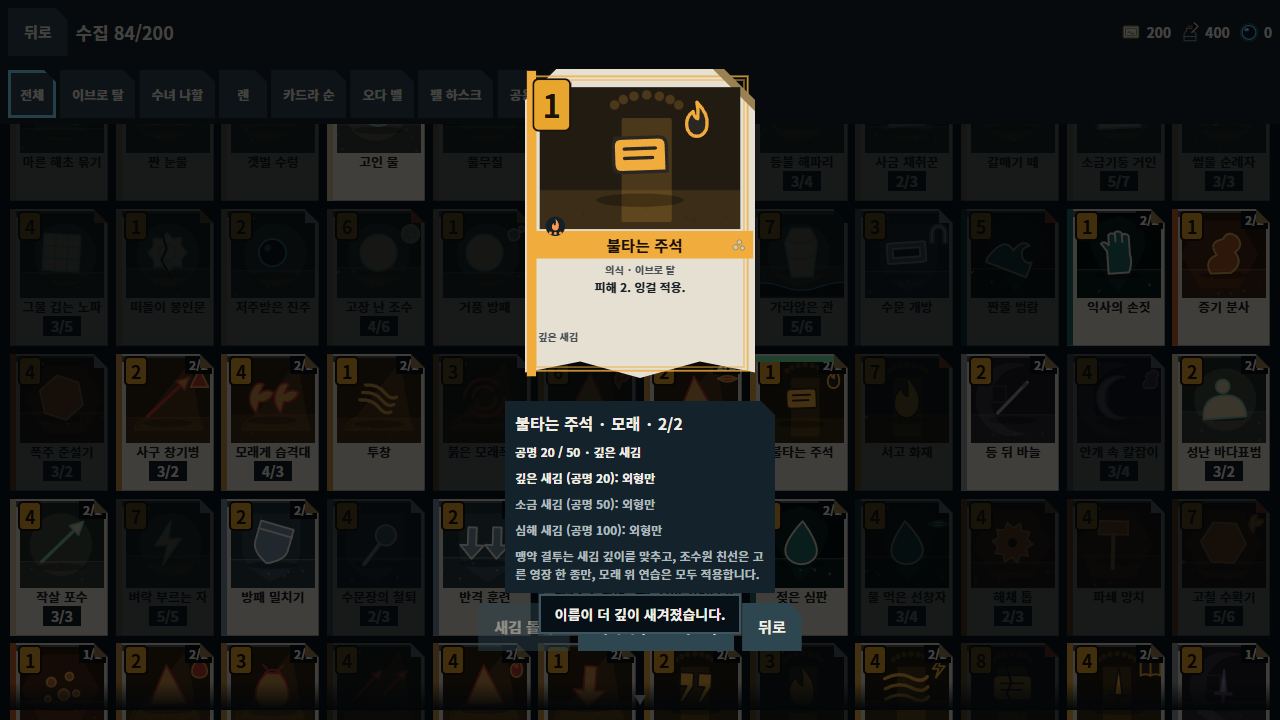 뒤로
수집 84/200
200
400
0
전체
이브로 탈
수녀 나할
렌
카드라 순
오다 벨
땔 하스크
마른 해초 묶기
짠 눈물
갯벌 수렁
고인 물
풀무질
등불 해파리
3/4
사금 채취꾼
2/3
갈매기 떼
소금기둥 거인
5/7
썰물 순례자
3/3
4
그물 깁는 노파
3/5
1
떠돌이 봉인문
2
저주받은 진주
6
고장 난 조수
4/6
1
거품 방패
7
가라앉은 관
5/6
3
수문 개방
5
짠물 범람
1
익사의 손짓
1
증기 분사
1
불타는 주석
의식 · 이브로 탈
피해 2. 잉걸 적용.
깊은 새김
4
폭주 준설기
3/2
2
사구 창기병
3/2
4
모래게 습격대
4/3
1
투창
3
2
1
불타는 주석
7
서고 화재
2
등 뒤 바늘
4
안개 속 칼잡이
3/4
2
성난 바다표범
3/2
불타는 주석 · 모래 · 2/2
공명 20 / 50 · 깊은 새김
깊은 새김 (공명 20): 외형만
소금 새김 (공명 50): 외형만
심해 새김 (공명 100): 외형만
맹약 결투는 새김 깊이를 맞추고, 조수원 친선은 고
른 영장 한 종만, 모래 위 연습은 모두 적용합니다.
4
작살 포수
3/3
7
벼락 부르는 자
5/5
2
방패 밀치기
4
수문장의 철퇴
2/3
2
반격 훈련
젖은 심판
4
물 먹은 선창자
3/4
4
해체 톱
2/3
4
파쇄 망치
7
고철 수확기
5/6
이름이 더 깊이 새겨졌습니다.
뒤로
1
2
3
4
4
1
2
3
4
8
4
2